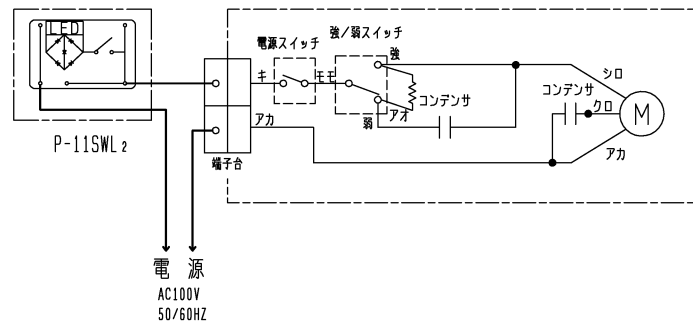 LED
P-11SWL2
電源
AC100V
50/60HZ
端子台
キ
アカ
電源スイッチ
モモ
強/弱スイッチ
強
弱
アオ
コンデンサ
シロ
コンデンサ
クロ
アカ
M